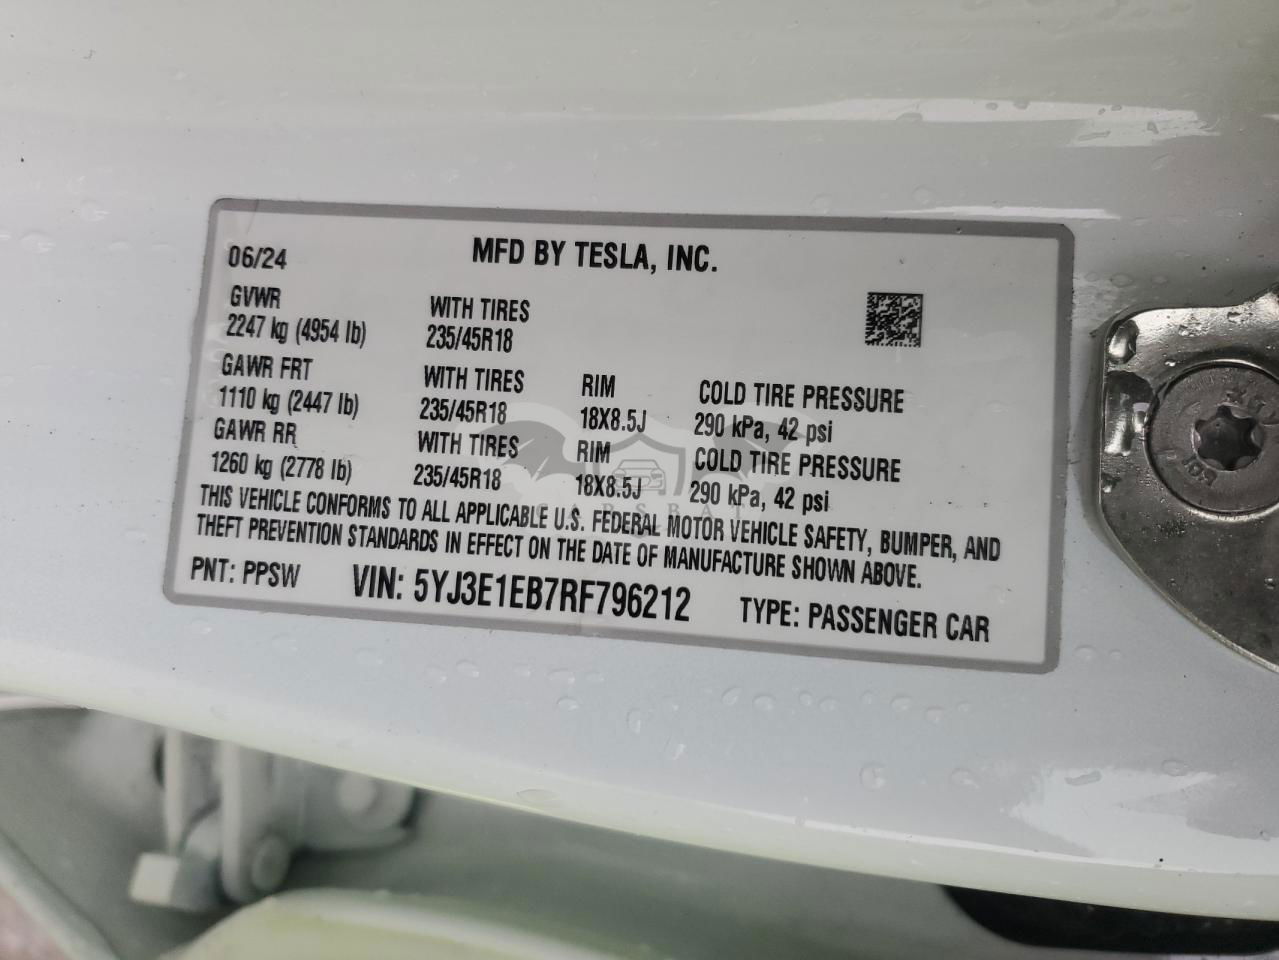 06/24
MFD BY TESLA, INC.
GVWR
2247 kg (4954 lb)
WITH TIRES
235/45R18
GAWR FRT
1110 kg (2447 lb)
WITH TIRES
235/45R18
RIM
18X8.5J
COLD TIRE PRESSURE
290 kPa, 42 psi
GAWR RR
1260 kg (2778 lb)
WITH TIRES
235/45R18
RIM
18X8.5J
COLD TIRE PRESSURE
290 kPa, 42 psi
THIS VEHICLE CONFORMS TO ALL APPLICABLE U.S. FEDERAL MOTOR VEHICLE SAFETY, BUMPER, AND
THEFT PREVENTION STANDARDS IN EFFECT ON THE DATE OF MANUFACTURE SHOWN ABOVE.
PNT: PPSW
VIN: 5YJ3E1EB7RF796212
TYPE: PASSENGER CAR